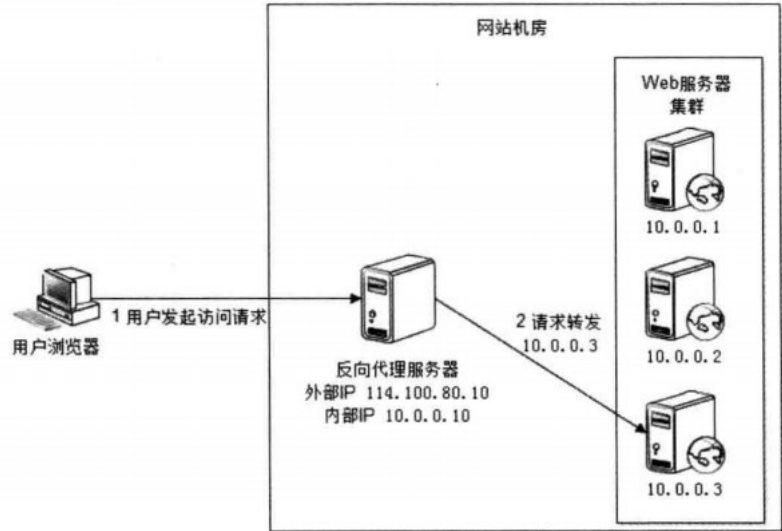 网站机房
Web服务器
集群
10.0.0.1
10.0.0.2
10.0.0.3
用户浏览器
1 用户发起访问请求
反向代理服务器
外部IP 114.100.80.10
内部IP 10.0.0.10
2 请求转发
10.0.0.3